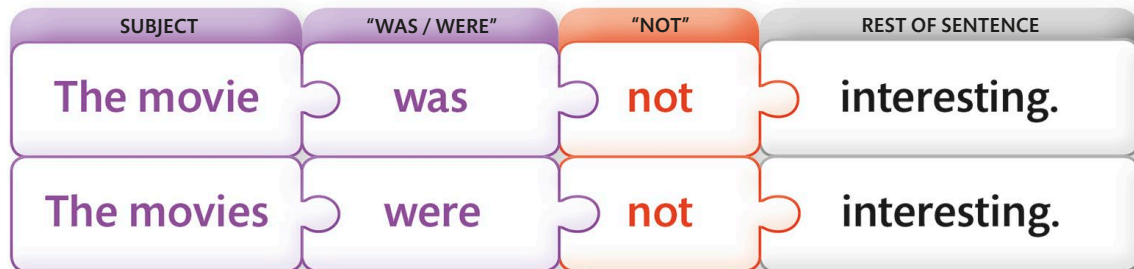 SUBJECT "WAS / WERE" "NOT" REST OF SENTENCE
The movie was not interesting.
The movies were not interesting.